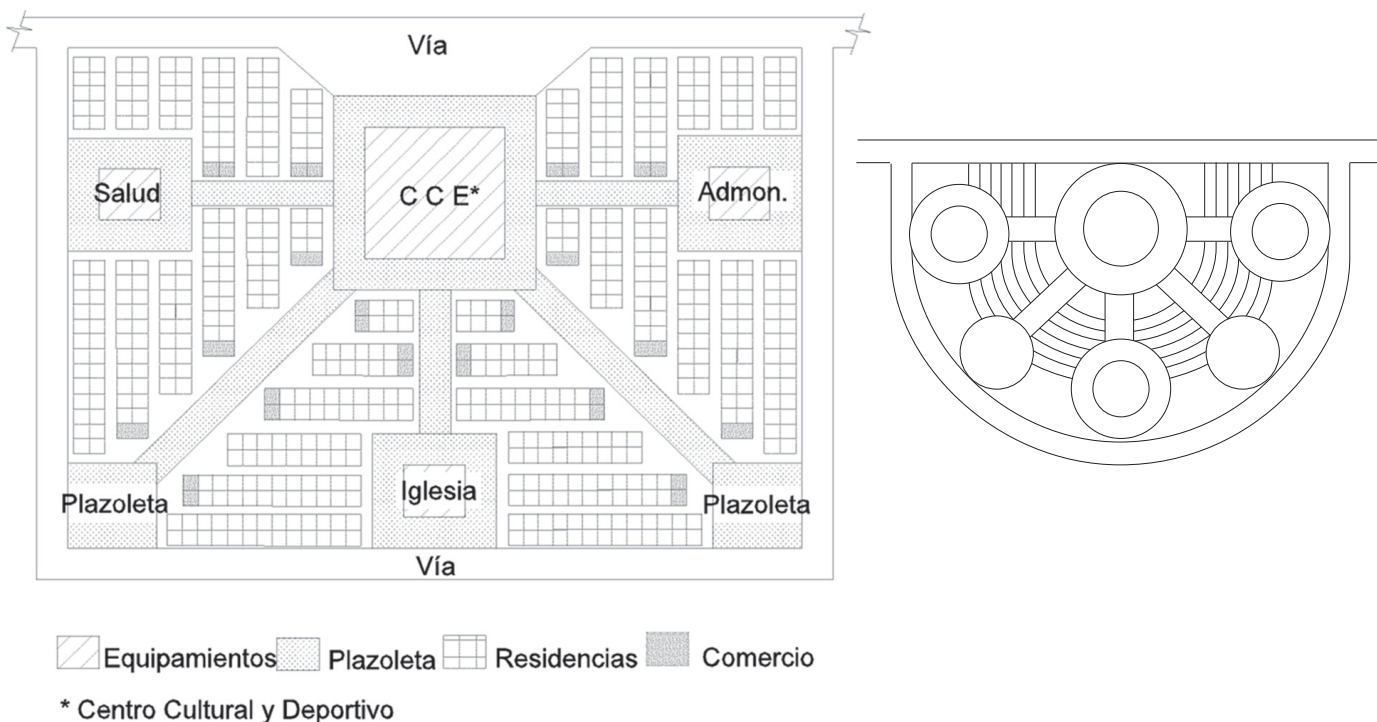 Vía
Salud
C C E*
Admon.
Plazoleta
Iglesia
Plazoleta
Vía
Equipamientos
Plazoleta
Residencias
Comercio
* Centro Cultural y Deportivo